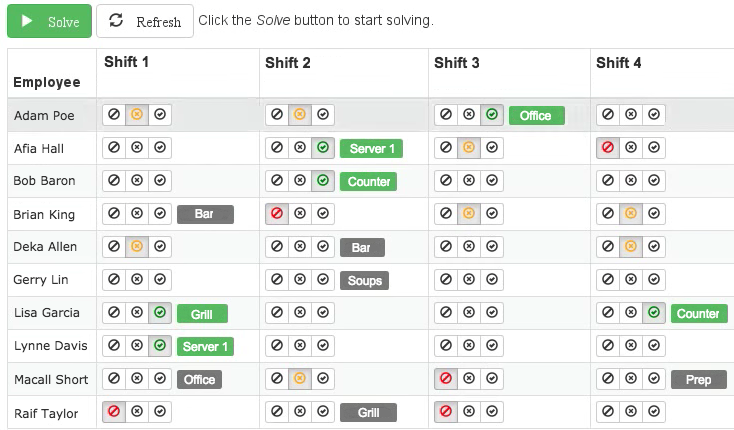 Solve Refresh Click the Solve button to start solving.
Employee Shift 1 Shift 2 Shift 3 Shift 4
Adam Poe Office
Afia Hall Server 1
Bob Baron Counter
Brian King Bar
Deka Allen Bar
Gerry Lin Soups
Lisa Garcia Grill Counter
Lynne Davis Server 1
Macall Short Office Prep
Raif Taylor Grill